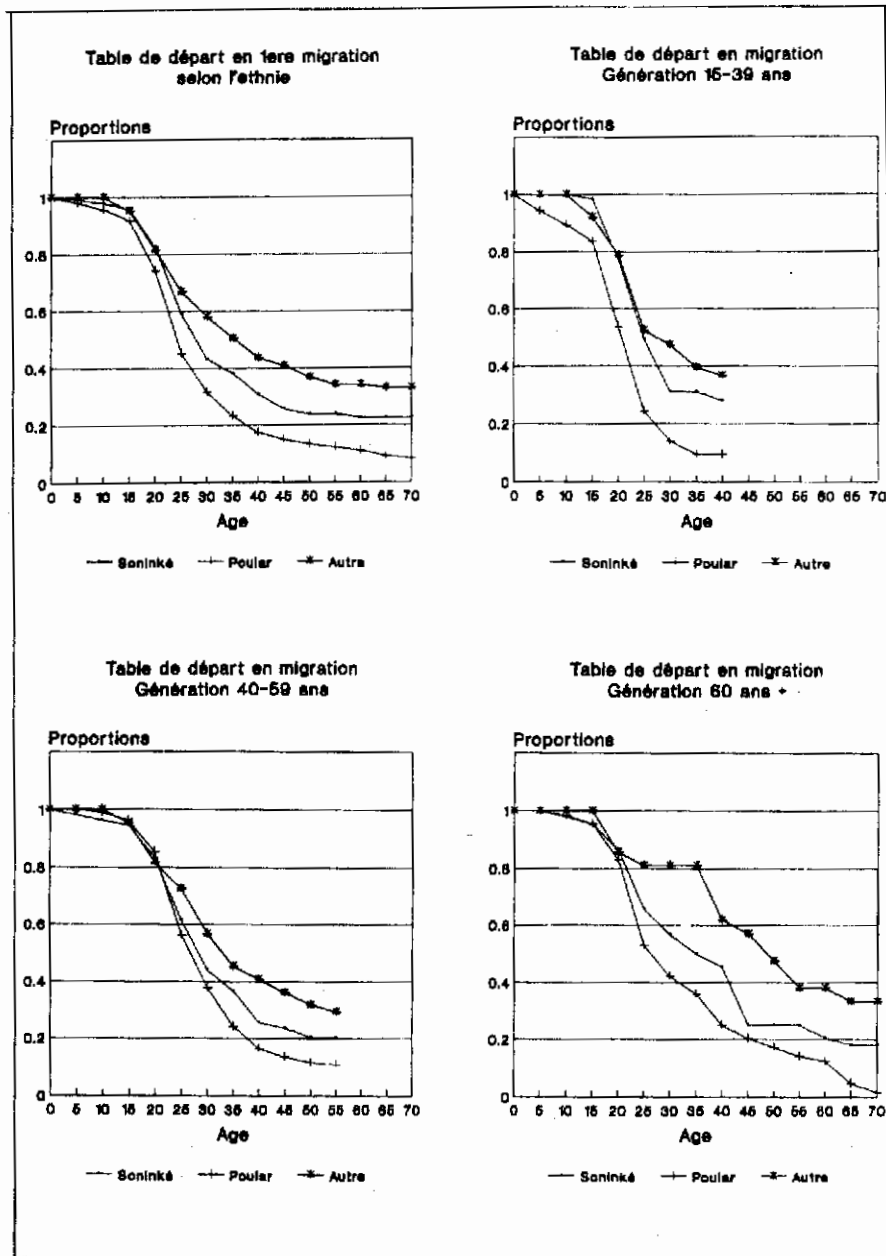 Table de départ en 1ere migration
selon l'ethnie
Proportions
1
0.8
0.6
0.4
0.2
0
0 5 10 15 20 25 30 35 40 45 50 55 60 65 70
Age
Soninké Poular Autre
Table de départ en migration
Génération 15-39 ans
Proportions
1
0.8
0.6
0.4
0.2
0
0 5 10 15 20 25 30 35 40 45 50 55 60 65 70
Age
Soninké Poular Autre
Table de départ en migration
Génération 40-59 ans
Proportions
1
0.8
0.6
0.4
0.2
0
0 5 10 15 20 25 30 35 40 45 50 55 60 65 70
Age
Soninké Poular Autre
Table de départ en migration
Génération 60 ans +
Proportions
1
0.8
0.6
0.4
0.2
0
0 5 10 15 20 25 30 35 40 45 50 55 60 65 70
Age
Soninké Poular Autre